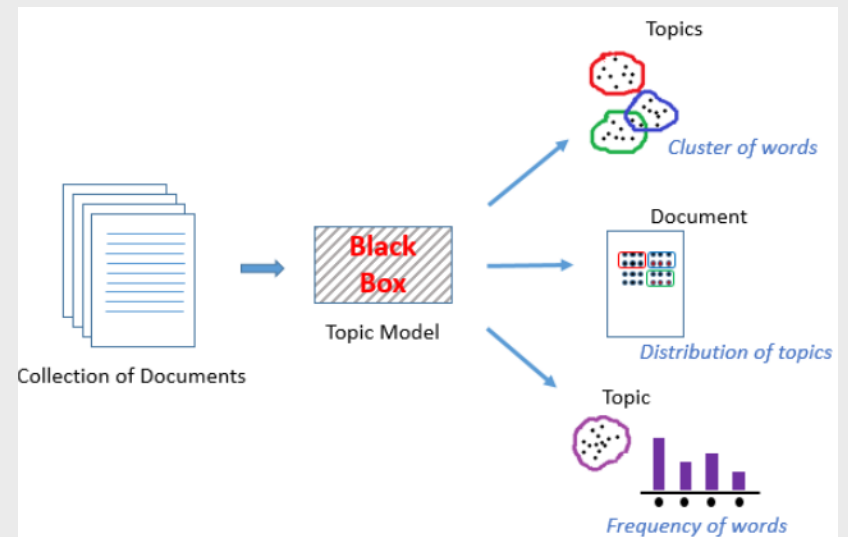 Topics
Cluster of words
Document
Black
Box
Topic Model
Distribution of topics
Collection of Documents
Topic
Frequency of words